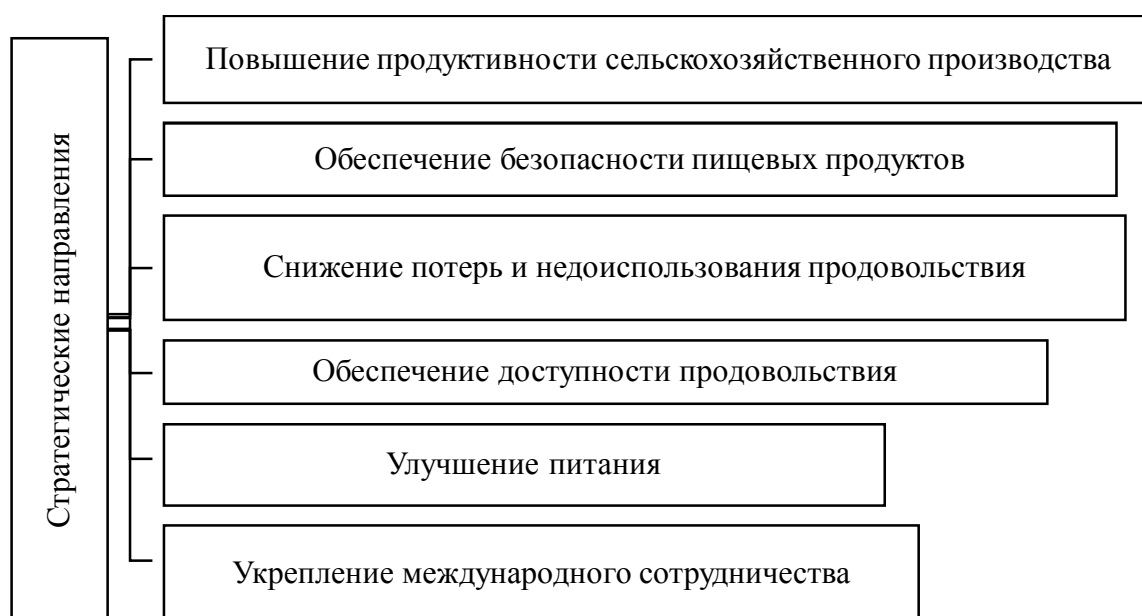 Стратегические направления
Повышение продуктивности сельскохозяйственного производства
Обеспечение безопасности пищевых продуктов
Снижение потерь и недоиспользования продовольствия
Обеспечение доступности продовольствия
Улучшение питания
Укрепление международного сотрудничества